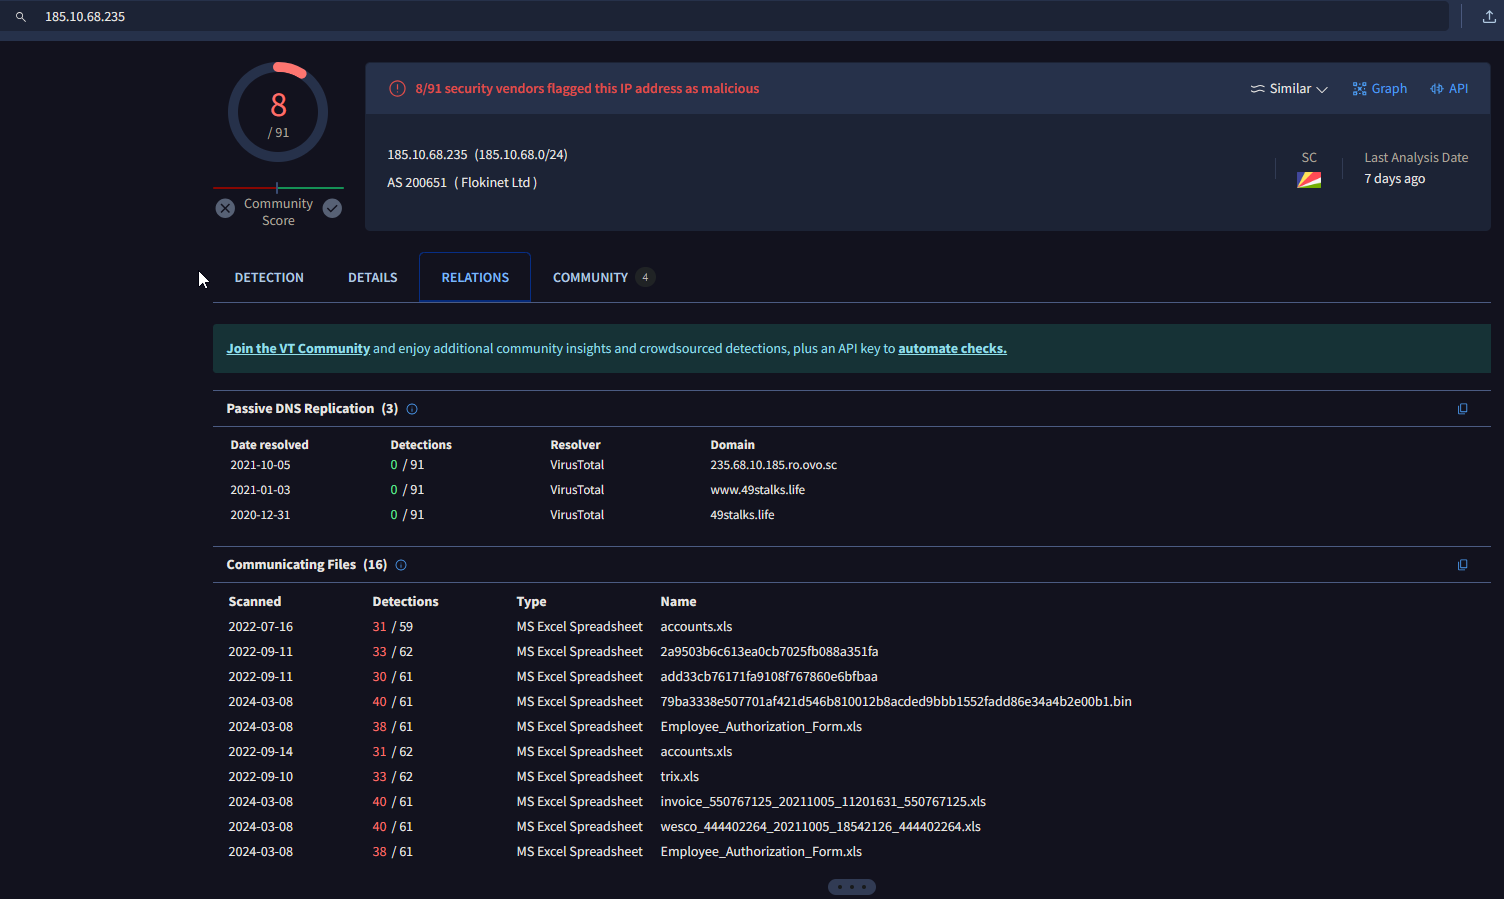 185.10.68.235
8
/ 91
Community
Score
8/91 security vendors flagged this IP address as malicious
Similar
Graph
API
185.10.68.235 (185.10.68.0/24)
AS 200651 ( Flokinet Ltd )
SC
Last Analysis Date
7 days ago
DETECTION DETAILS RELATIONS COMMUNITY 4
Join the VT Community and enjoy additional community insights and crowdsourced detections, plus an API key to automate checks.
Passive DNS Replication (3)
Date resolved Detections Resolver Domain
2021-10-05 0 / 91 VirusTotal 235.68.10.185.ro.ovo.sc
2021-01-03 0 / 91 VirusTotal www.49stalks.life
2020-12-31 0 / 91 VirusTotal 49stalks.life
Communicating Files (16)
Scanned Detections Type Name
2022-07-16 31 / 59 MS Excel Spreadsheet accounts.xls
2022-09-11 33 / 62 MS Excel Spreadsheet 2a9503b6c613ea0cb7025fb088a351fa
2022-09-11 30 / 61 MS Excel Spreadsheet add33cb76171fa9108f767860e6bfbaa
2024-03-08 40 / 61 MS Excel Spreadsheet 79ba3338e507701af421d546b810012b8acded9bbb1552fadd86e34a4b2e00b1.bin
2024-03-08 38 / 61 MS Excel Spreadsheet Employee_Authorization_Form.xls
2022-09-14 31 / 62 MS Excel Spreadsheet accounts.xls
2022-09-10 33 / 62 MS Excel Spreadsheet trix.xls
2024-03-08 40 / 61 MS Excel Spreadsheet invoice_550767125_20211005_11201631_550767125.xls
2024-03-08 40 / 61 MS Excel Spreadsheet wesco_444402264_20211005_18542126_444402264.xls
2024-03-08 38 / 61 MS Excel Spreadsheet Employee_Authorization_Form.xls